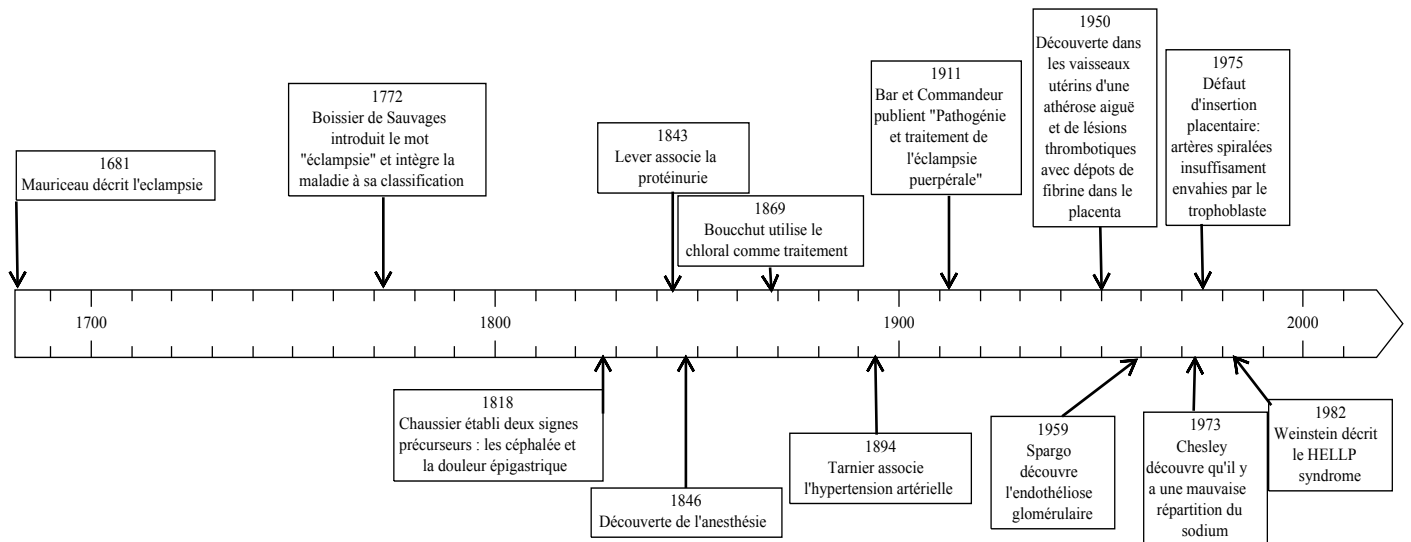 1681
Mauriceau décrit l'eclampsie
1772
Boissier de Sauvages
introduit le mot
"éclampsie" et intègre la
maladie à sa classification
1843
Lever associe la
protéinurie
1869
Boucchut utilise le
chloral comme traitement
1911
Bar et Commandeur
publient "Pathogénie
et traitement de
l'éclampsie
puerpérale"
1950
Découverte dans
les vaisseaux
utérins d'une
athérose aiguë
et de lésions
thrombotiques
avec dépots de
fibrine dans le
placenta
1975
Défaut
d'insertion
placentaire:
artères spiralées
insuffisament
envahies par le
trophoblaste
1700
1800
1900
2000
1818
Chaussier établi deux signes
précurseurs : les céphalée et
la douleur épigastrique
1846
Découverte de l'anesthésie
1894
Tarnier associe
l'hypertension artérielle
1959
Spargo
découvre
l'endothéliose
glomérulaire
1973
Chesley
découvre qu'il y
a une mauvaise
répartition du
sodium
1982
Weinstein décrit
le HELLP
syndrome